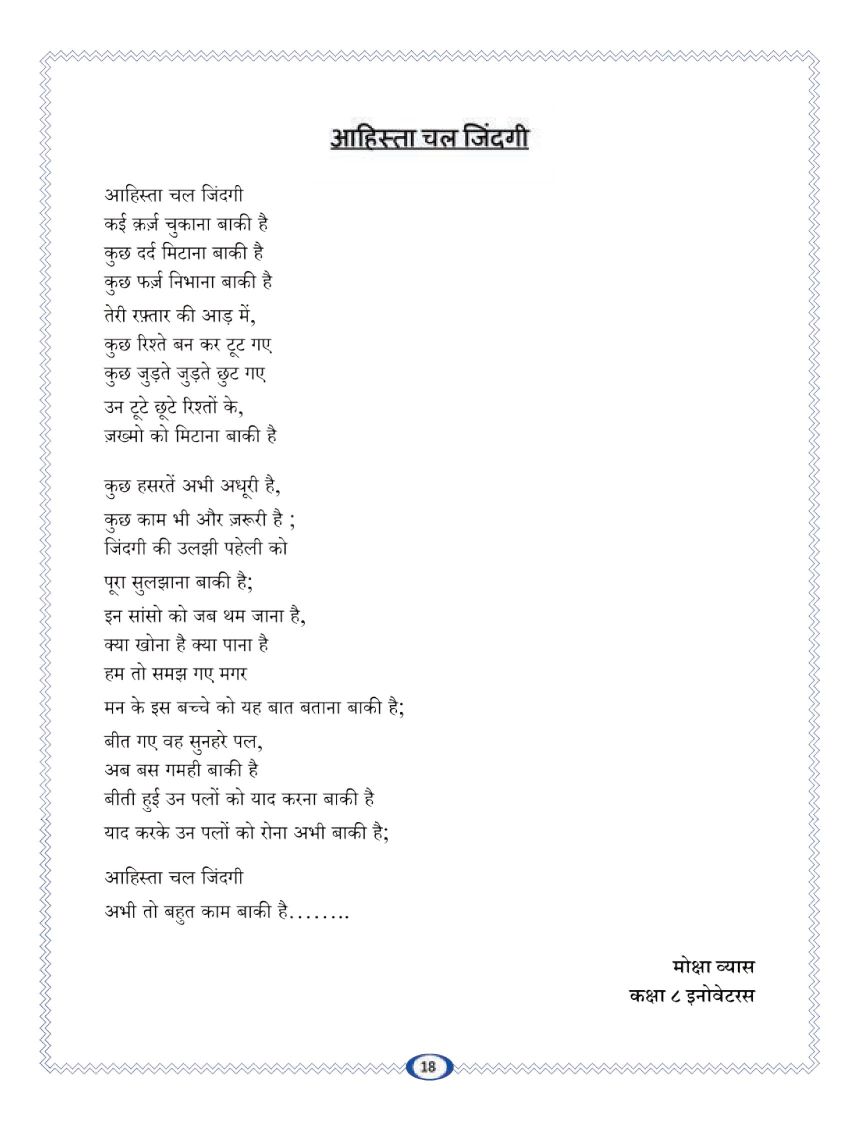 आहिस्ता चल जिंदगी
आहिस्ता चल जिंदगी
कई क़र्ज़ चुकाना बाकी है
कुछ दर्द मिटाना बाकी है
कुछ फर्ज़ निभाना बाकी है
तेरी रफ़्तार की आड़ में,
कुछ रिश्ते बन कर टूट गए
कुछ जुड़ते जुड़ते छुट गए
उन टूटे छूटे रिश्तों के,
ज़ख्मो को मिटाना बाकी है
कुछ हसरतें अभी अधूरी है,
कुछ काम भी और ज़रूरी है ;
जिंदगी की उलझी पहेली को
पूरा सुलझाना बाकी है;
इन सांसो को जब थम जाना है,
क्या खोना है क्या पाना है
हम तो समझ गए मगर
मन के इस बच्चे को यह बात बताना बाकी है;
बीत गए वह सुनहरे पल,
अब बस गमही बाकी है
बीती हुई उन पलों को याद करना बाकी है
याद करके उन पलों को रोना अभी बाकी है;
आहिस्ता चल जिंदगी
अभी तो बहुत काम बाकी है........
मोक्षा व्यास
कक्षा ८ इनोवेटरस
18